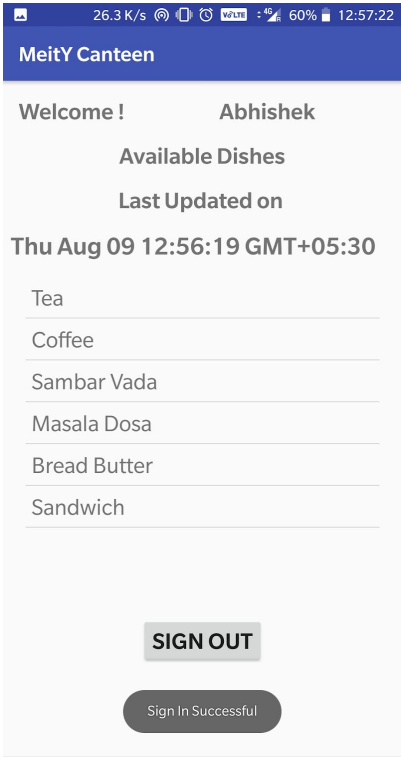 26.3 K/s VoLTE 4G R 60% 12:57:22
MeitY Canteen
Welcome ! Abhishek
Available Dishes
Last Updated on
Thu Aug 09 12:56:19 GMT+05:30
Tea
Coffee
Sambar Vada
Masala Dosa
Bread Butter
Sandwich
SIGN OUT
Sign In Successful